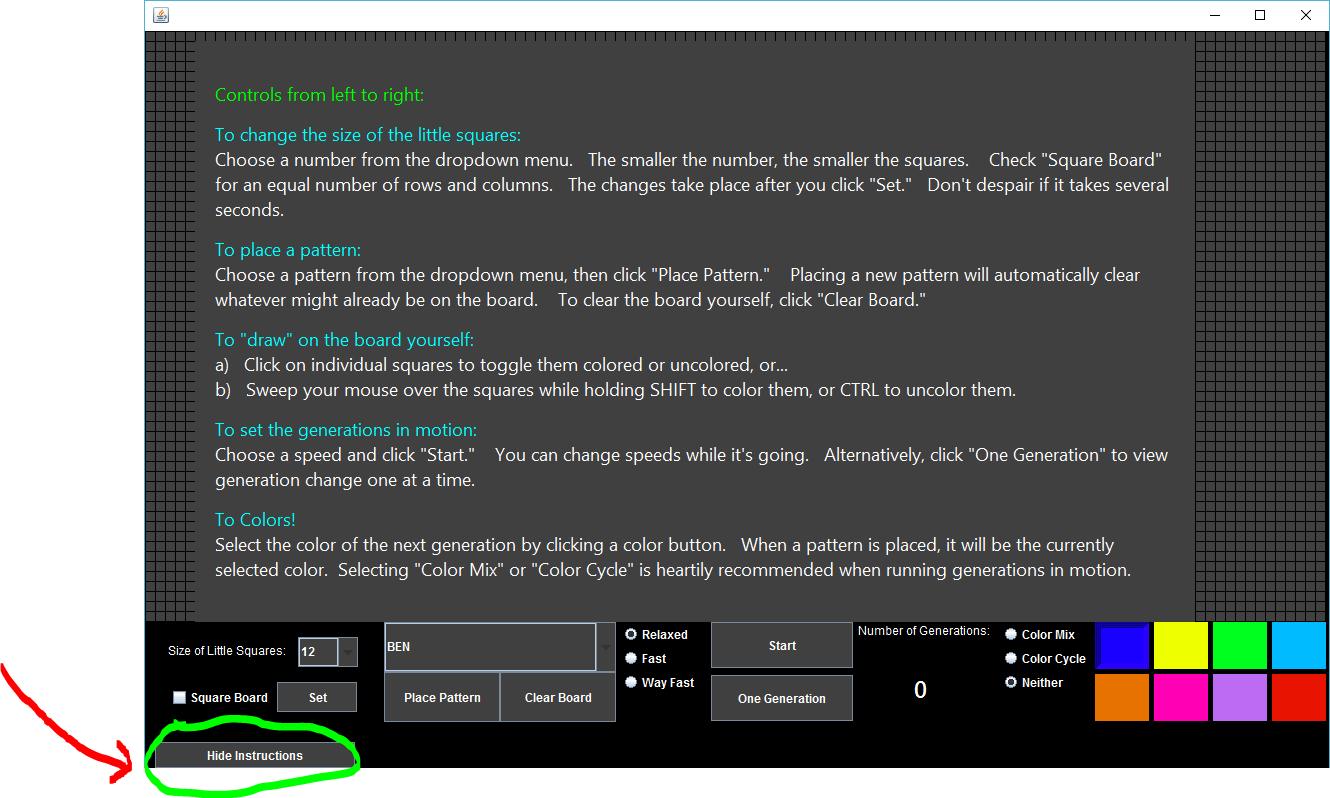 Controls from left to right:
To change the size of the little squares:
Choose a number from the dropdown menu.   The smaller the number, the smaller the squares.    Check "Square Board"
for an equal number of rows and columns.   The changes take place after you click "Set."   Don't despair if it takes several
seconds.
To place a pattern:
Choose a pattern from the dropdown menu, then click "Place Pattern."    Placing a new pattern will automatically clear
whatever might already be on the board.    To clear the board yourself, click "Clear Board."
To "draw" on the board yourself:
a)   Click on individual squares to toggle them colored or uncolored, or...
b)   Sweep your mouse over the squares while holding SHIFT to color them, or CTRL to uncolor them.
To set the generations in motion:
Choose a speed and click "Start."    You can change speeds while it's going.   Alternatively, click "One Generation" to view
generation change one at a time.
To Colors!
Select the color of the next generation by clicking a color button.   When a pattern is placed, it will be the currently
selected color.  Selecting "Color Mix" or "Color Cycle" is heartily recommended when running generations in motion.
Size of Little Squares: 12
Square Board Set
BEN
Place Pattern Clear Board
Relaxed
Fast
Way Fast
Start
One Generation
Number of Generations:
0
Color Mix
Color Cycle
Neither
Hide Instructions